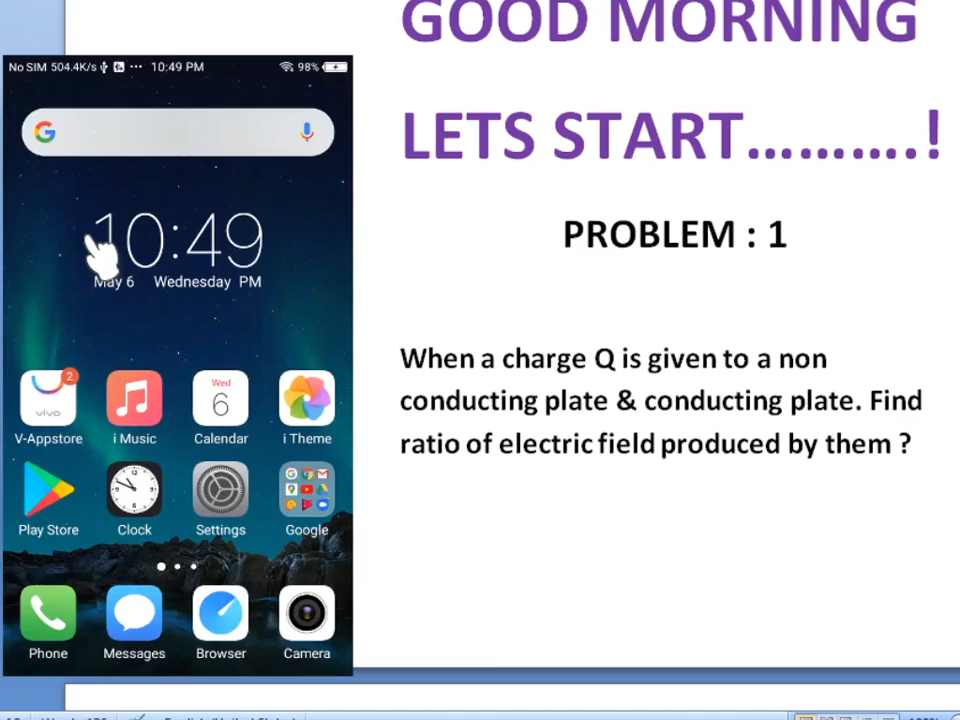 GOOD MORNING
LETS START……….!
PROBLEM : 1
When a charge Q is given to a non
conducting plate & conducting plate. Find
ratio of electric field produced by them ?
No SIM 504.4K/s ··· 10:49 PM 98%
10:49
May 6 Wednesday PM
2
vivo
Wed
6
V-Appstore i Music Calendar i Theme
Play Store Clock Settings Google
Phone Messages Browser Camera